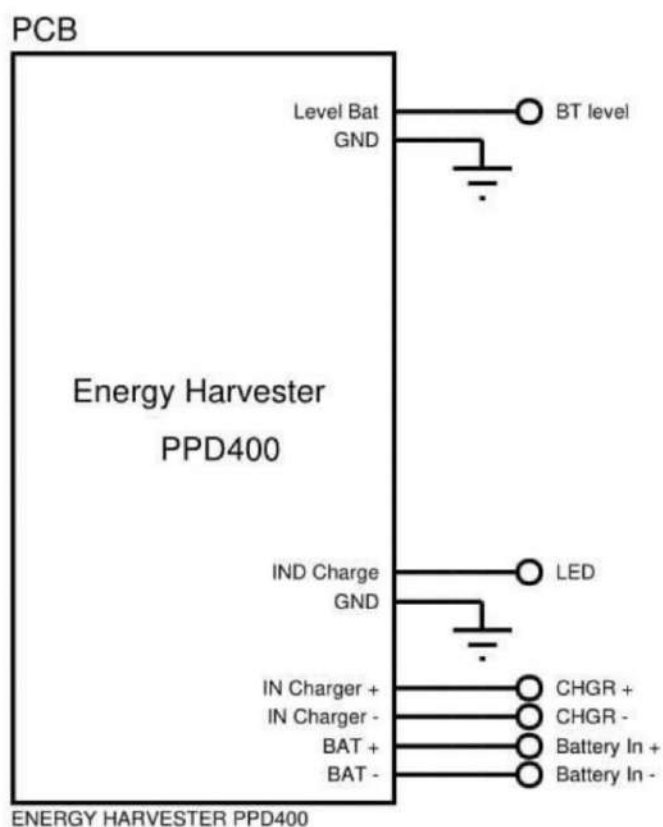 PCB
Level Bat
BT level
GND
Energy Harvester
PPD400
IND Charge
LED
GND
IN Charger +
CHGR +
IN Charger -
CHGR -
BAT +
Battery In +
BAT -
Battery In -
ENERGY HARVESTER PPD400